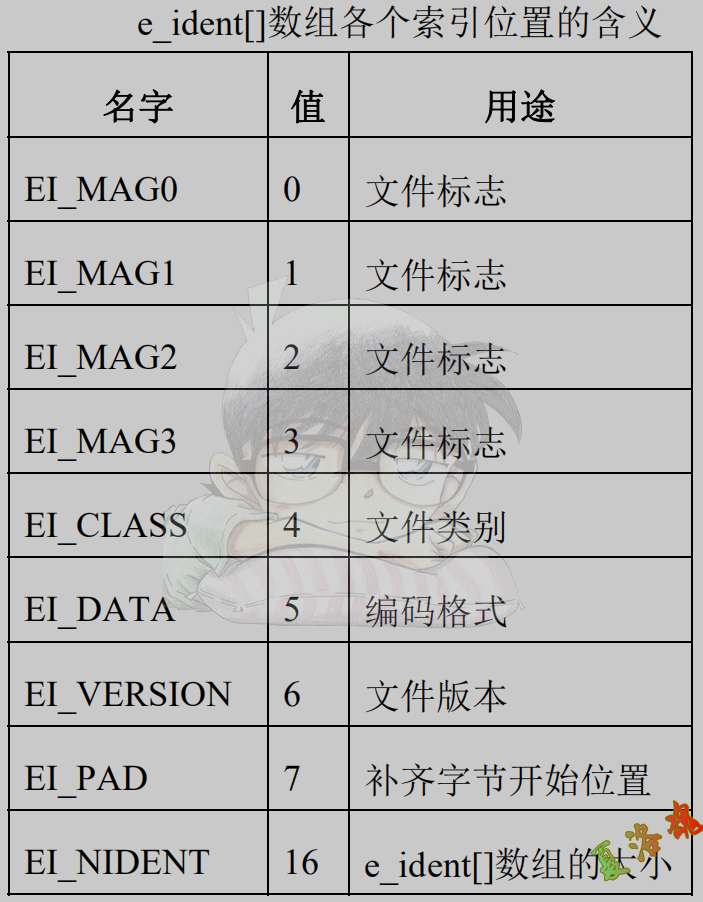 e_ident[]数组各个索引位置的含义
名字 值 用途
EI_MAG0 0 文件标志
EI_MAG1 1 文件标志
EI_MAG2 2 文件标志
EI_MAG3 3 文件标志
EI_CLASS 4 文件类别
EI_DATA 5 编码格式
EI_VERSION 6 文件版本
EI_PAD 7 补齐字节开始位置
EI_NIDENT 16 e_ident[]数组的大小